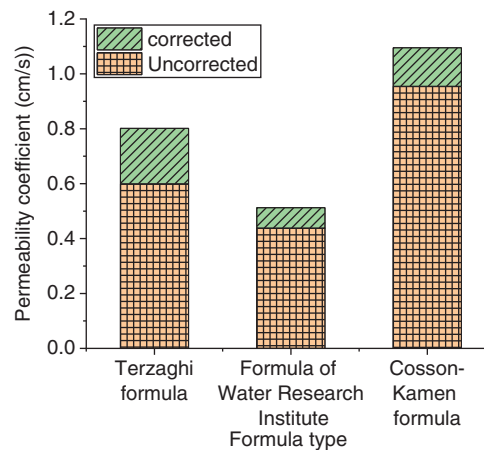 Permeability coefficient (cm/s))
1.2
1.0
0.8
0.6
0.4
0.2
0.0
corrected
Uncorrected
Terzaghi
formula
Formula of
Water Research
Institute
Cosson-
Kamen
formula
Formula type